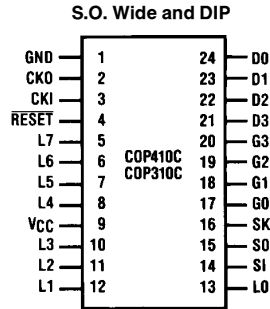 S.O. Wide and DIP
GND 1 24 D0
CKO 2 23 D1
CKI 3 22 D2
RESET 4 21 D3
L7 5 20 G3
L6 6 COP410C 19 G2
L5 7 COP310C 18 G1
L4 8 17 G0
VCC 9 16 SK
L3 10 15 SO
L2 11 14 SI
L1 12 13 L0